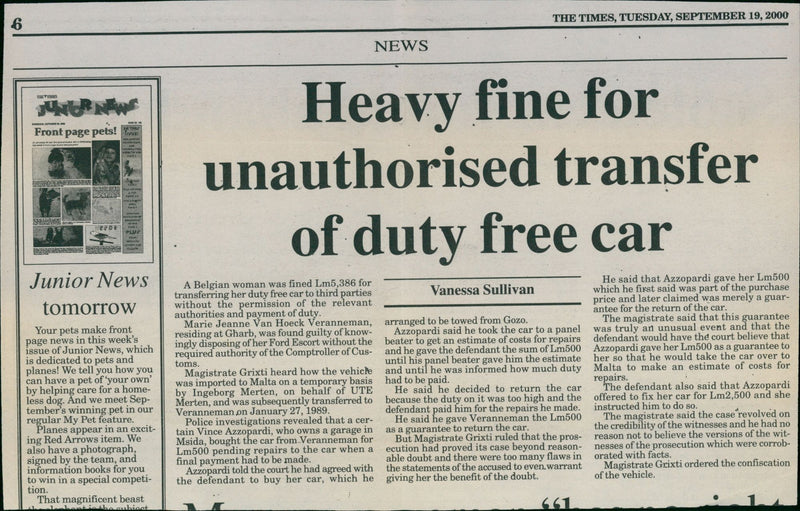 6
THE TIMES, TUESDAY, SEPTEMBER 19, 2000
NEWS
JUNIOR NEWS
Front page pets!
Junior News
tomorrow
Your pets make front
page news in this week's
issue of Junior News, which
is dedicated to pets and
planes! We tell you how you
can have a pet of 'your own'
by helping care for a home-
less dog. And we meet Sep-
tember's winning pet in our
regular My Pet feature.
Planes appear in an excit-
ing Red Arrows item. We
also have a photograph,
signed by the team, and
information books for you
to win in a special competi-
tion.
That magnificent beast
the elephant is the subject
Heavy fine for
unauthorised transfer
of duty free car
A Belgian woman was fined Lm5,386 for
transferring her duty free car to third parties
without the permission of the relevant
authorities and payment of duty.
Marie Jeanne Van Hoeck Veranneman,
residing at Gharb, was found guilty of know-
ingly disposing of her Ford Escort without the
required authority of the Comptroller of Cus-
toms.
Magistrate Grixti heard how the vehicle
was imported to Malta on a temporary basis
by Ingeborg Merten, on behalf of UTE
Merten, and was subsequently transferred to
Veranneman on January 27, 1989.
Police investigations revealed that a cer-
tain Vince Azzopardi, who owns a garage in
Msida, bought the car from Veranneman for
Lm500 pending repairs to the car when a
final payment had to be made.
Azzopardi told the court he had agreed with
the defendant to buy her car, which he
Vanessa Sullivan
arranged to be towed from Gozo.
Azzopardi said he took the car to a panel
beater to get an estimate of costs for repairs
and he gave the defendant the sum of Lm500
until his panel beater gave him the estimate
and until he was informed how much duty
had to be paid.
He said he decided to return the car
because the duty on it was too high and the
defendant paid him for the repairs he made.
He said he gave Veranneman the Lm500
as a guarantee to return the car.
But Magistrate Grixti ruled that the pros-
ecution had proved its case beyond reason-
able doubt and there were too many flaws in
the statements of the accused to even warrant
giving her the benefit of the doubt.
He said that Azzopardi gave her Lm500
which he first said was part of the purchase
price and later claimed was merely a guar-
antee for the return of the car.
The magistrate said that this guarantee
was truly an unusual event and that the
defendant would have the court believe that
Azzopardi gave her Lm500 as a guarantee to
her so that he would take the car over to
Malta to make an estimate of costs for
repairs.
The defendant also said that Azzopardi
offered to fix her car for Lm2,500 and she
instructed him to do so.
The magistrate said the case revolved on
the credibility of the witnesses and he had no
reason not to believe the versions of the wit-
nesses of the prosecution which were corrob-
orated with facts.
Magistrate Grixti ordered the confiscation
of the vehicle.